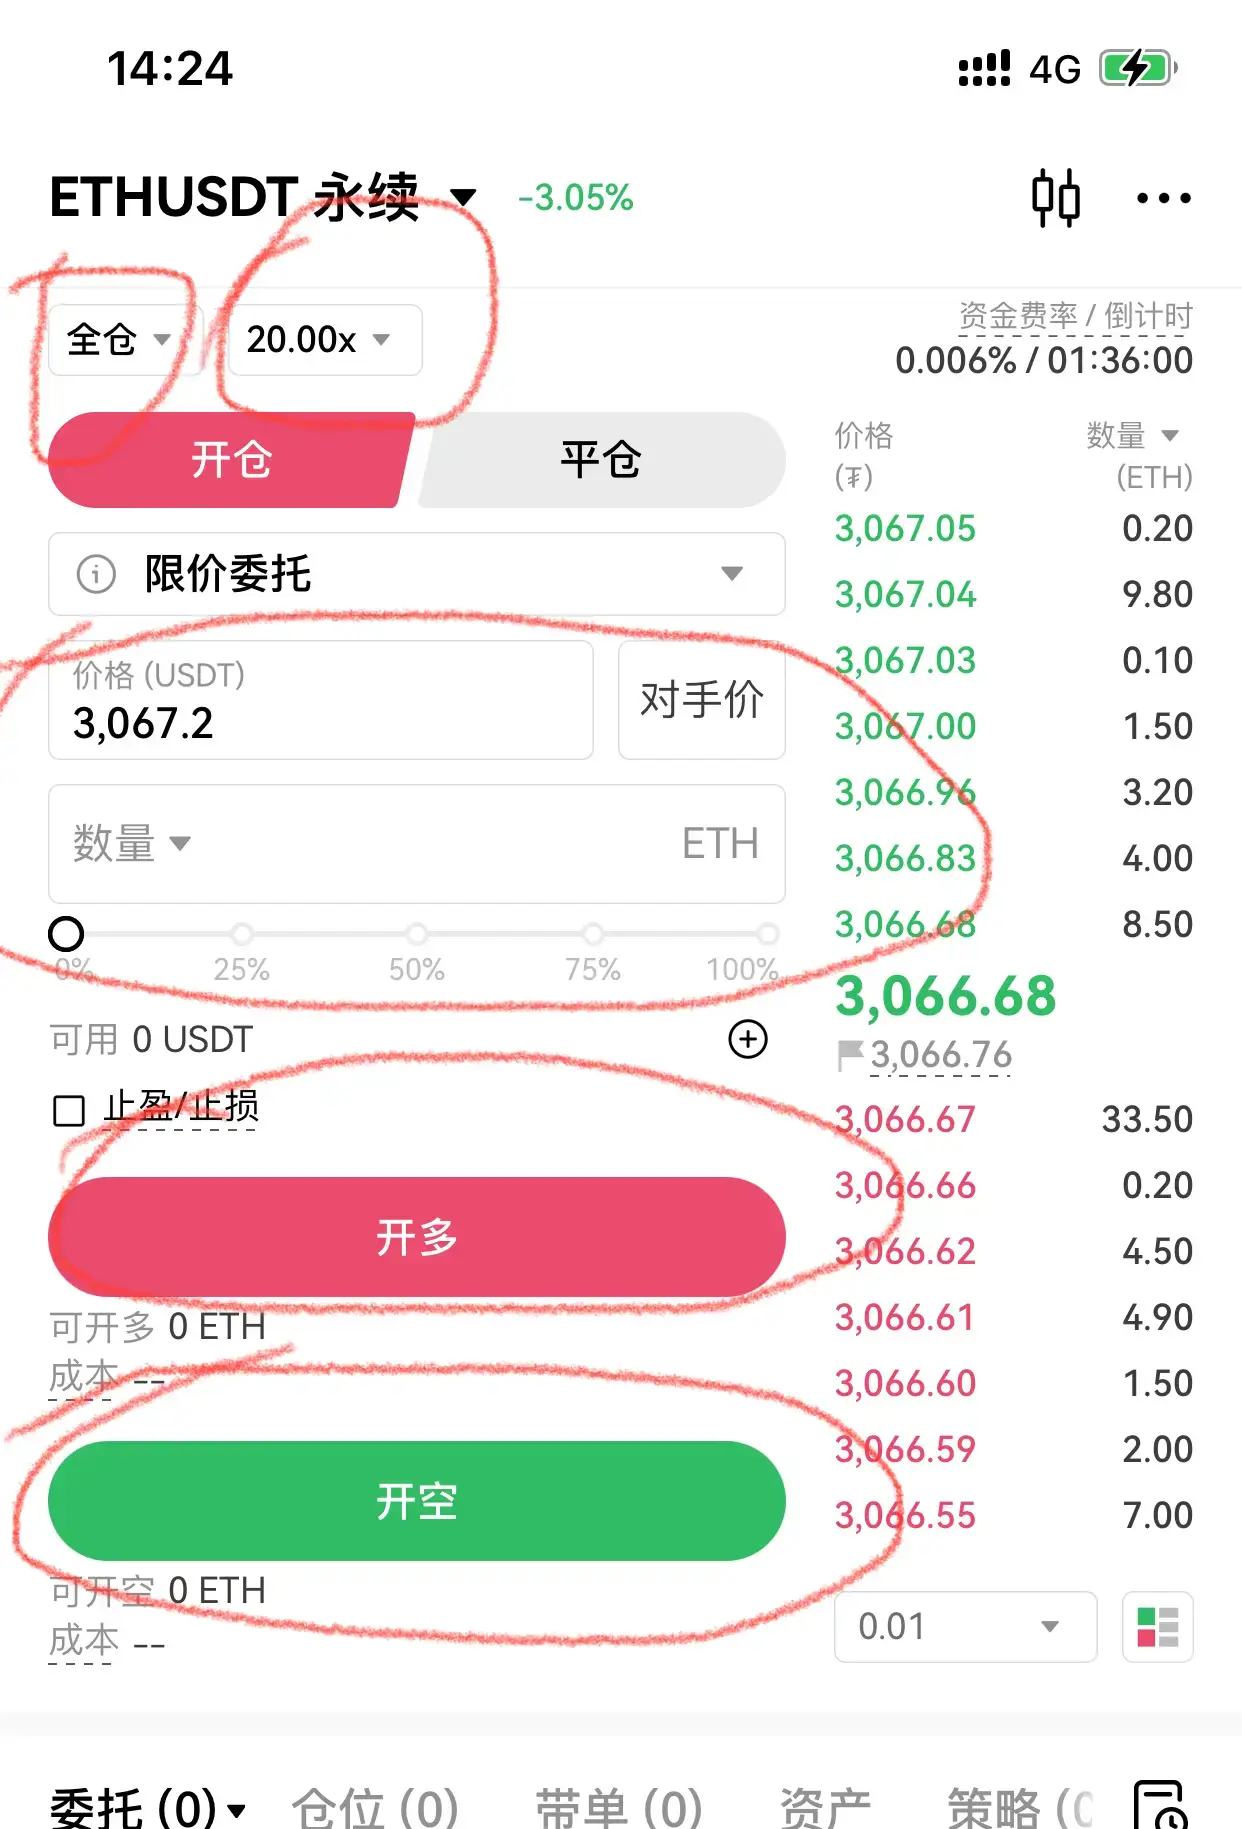 14:24
4G
ETHUSDT 永续 -3.05%
全仓 20.00x
资金费率 / 倒计时
0.006% / 01:36:00
开仓 平仓
价格 数量
(₮) (ETH)
限价委托
价格 (USDT)
3,067.2
对手价
数量 ETH
0% 25% 50% 75% 100%
可用 0 USDT
止盈/止损
开多
可开多 0 ETH
成本 --
开空
可开空 0 ETH
成本 --
3,067.05 0.20
3,067.04 9.80
3,067.03 0.10
3,067.00 1.50
3,066.96 3.20
3,066.83 4.00
3,066.68 8.50
3,066.68
3,066.76
3,066.67 33.50
3,066.66 0.20
3,066.62 4.50
3,066.61 4.90
3,066.60 1.50
3,066.59 2.00
3,066.55 7.00
0.01
委托 (0) 仓位 (0) 带单 (0) 资产 策略 (0